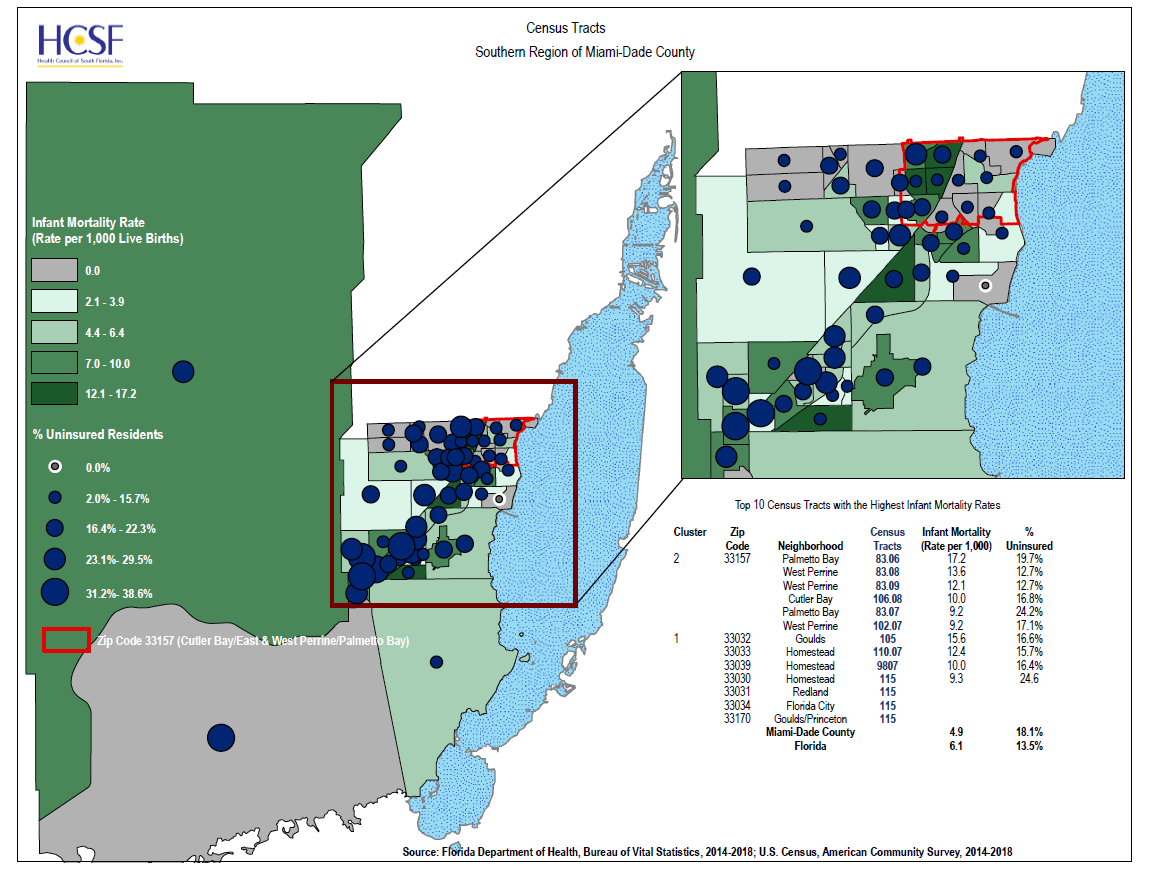 HCSF
Health Council of South Florida, Inc.
Census Tracts
Southern Region of Miami-Dade County
Infant Mortality Rate
(Rate per 1,000 Live Births)
0.0
2.1 - 3.9
4.4 - 6.4
7.0 - 10.0
12.1 - 17.2
% Uninsured Residents
0.0%
2.0% - 15.7%
16.4% - 22.3%
23.1%- 29.5%
31.2%- 38.6%
Zip Code 33157 (Cutler Bay/East & West Perrine/Palmetto Bay)
Top 10 Census Tracts with the Highest Infant Mortality Rates
Cluster Zip Census Infant Mortality %
Code Neighborhood Tracts (Rate per 1,000) Uninsured
2 33157 Palmetto Bay 83.06 17.2 19.7%
West Perrine 83.08 13.6 12.7%
West Perrine 83.09 12.1 12.7%
Cutler Bay 106.08 10.0 16.8%
Palmetto Bay 83.07 9.2 24.2%
West Perrine 102.07 9.2 17.1%
1 33032 Goulds 105 15.6 16.6%
33033 Homestead 110.07 12.4 15.7%
33039 Homestead 9807 10.0 16.4%
33030 Homestead 115 9.3 24.6
33031 Redland 115
33034 Florida City 115
33170 Goulds/Princeton 115
Miami-Dade County 4.9 18.1%
Florida 6.1 13.5%
Source: Florida Department of Health, Bureau of Vital Statistics, 2014-2018; U.S. Census, American Community Survey, 2014-2018